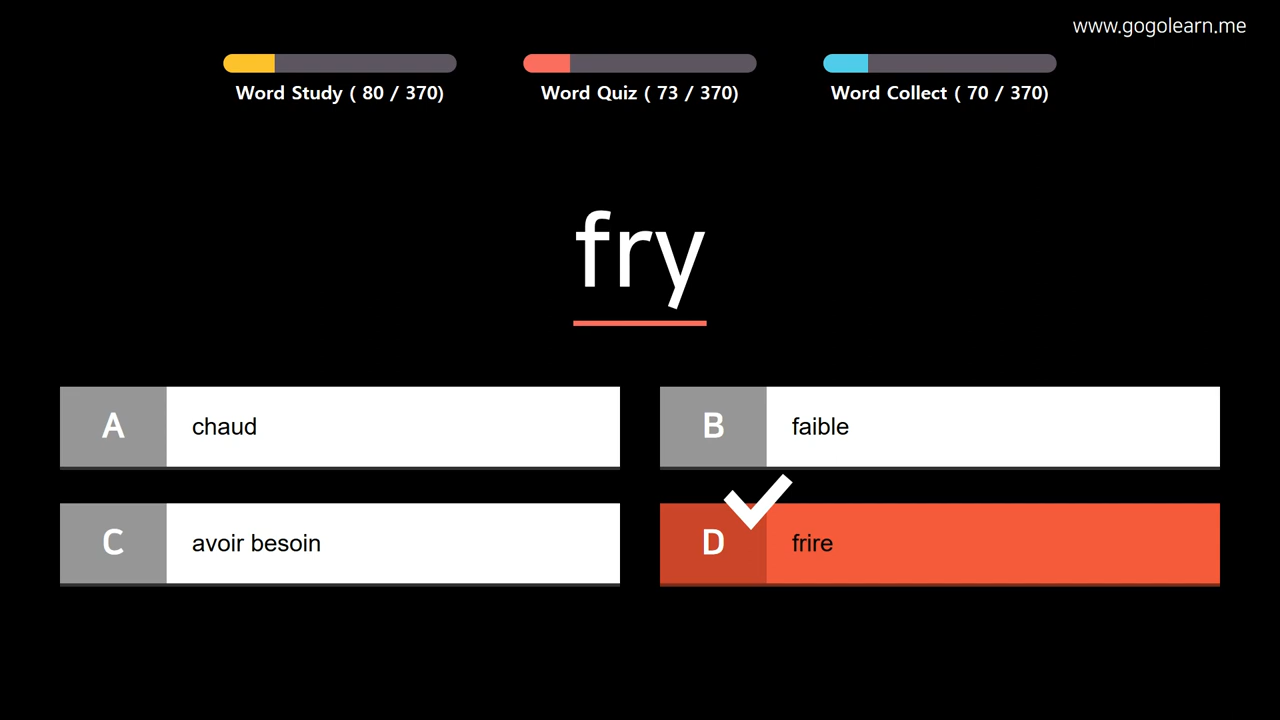 www.gogolearn.me
Word Study ( 80 / 370)
Word Quiz ( 73 / 370)
Word Collect ( 70 / 370)
fry
A chaud
B faible
C avoir besoin
D frire